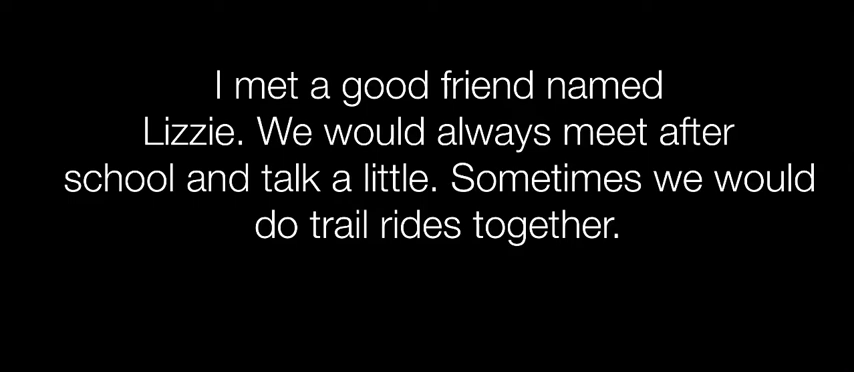 I met a good friend named
Lizzie. We would always meet after
school and talk a little. Sometimes we would
do trail rides together.